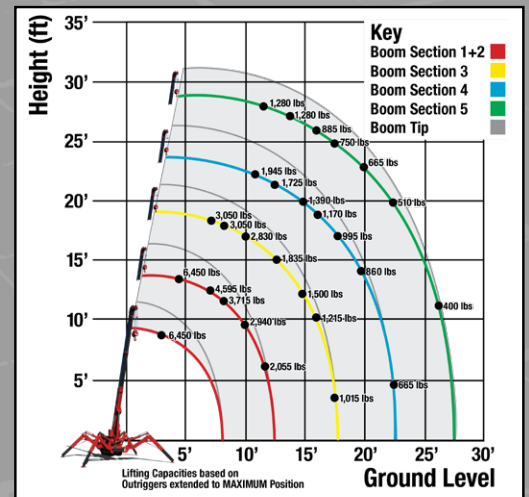 Height (ft)
35'
30'
25'
20'
15'
10'
5'
Key
Boom Section 1+2
Boom Section 3
Boom Section 4
Boom Section 5
Boom Tip
1,280 lbs
1,280 lbs
885 lbs
750 lbs
665 lbs
510 lbs
400 lbs
1,945 lbs
1,725 lbs
1,390 lbs
1,170 lbs
995 lbs
860 lbs
665 lbs
3,050 lbs
3,050 lbs
2,830 lbs
1,835 lbs
1,500 lbs
1,215 lbs
1,015 lbs
6,450 lbs
4,595 lbs
3,715 lbs
2,940 lbs
2,055 lbs
6,450 lbs
5'
10'
15'
20'
25'
30'
Lifting Capacities based on
Outriggers extended to MAXIMUM Position
Ground Level